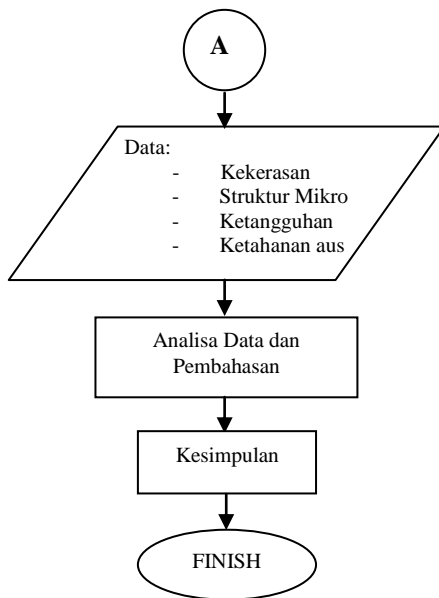 A
Data:
- Kekerasan
- Struktur Mikro
- Ketangguhan
- Ketahanan aus
Analisa Data dan
Pembahasan
Kesimpulan
FINISH